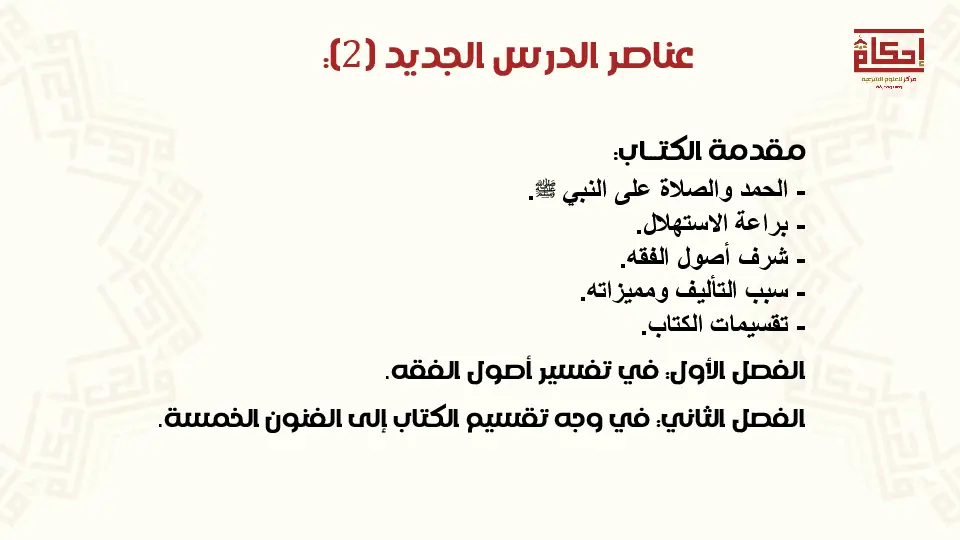 عناصر الدرس الجديد (2):
إحكام
مركز للعلوم الشرعية
مقدمة الكتـاب:
- الحمد والصلاة على النبي ﷺ.
- براعة الاستهلال.
- شرف أصول الفقه.
- سبب التأليف ومميزاته.
- تقسيمات الكتاب.
الفصل الأول: في تفسير أصول الفقه.
الفصل الثاني: في وجه تقسيم الكتاب إلى الفنون الخمسة.